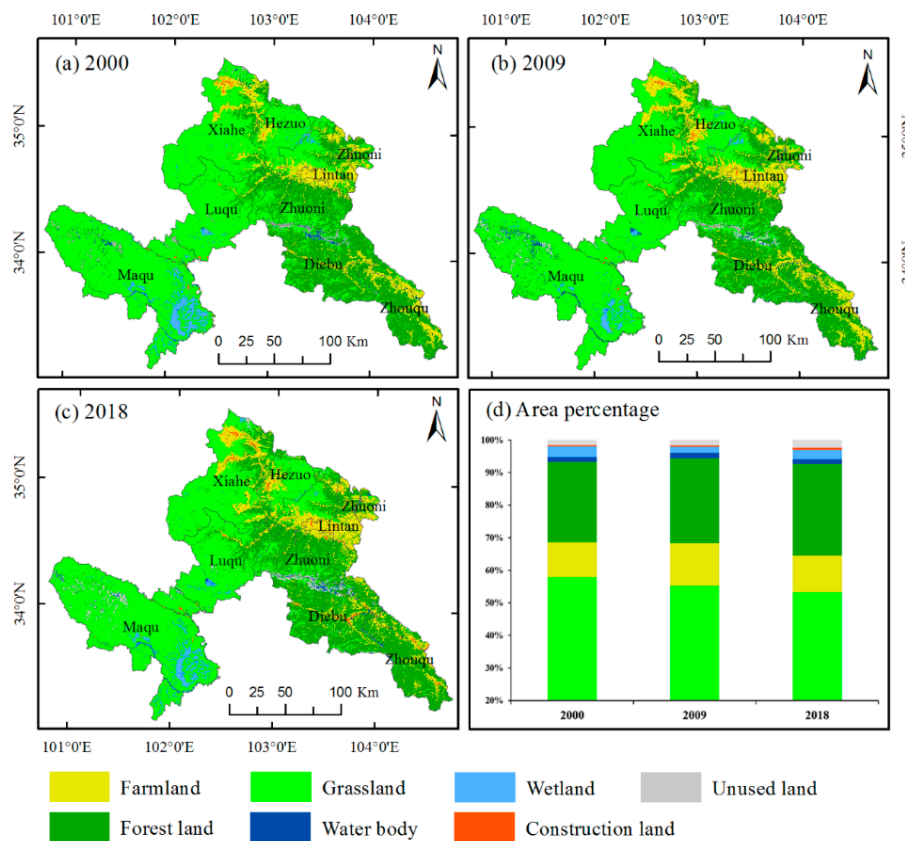 101°0'E 102°0'E 103°0'E 104°0'E
101°0'E 102°0'E 103°0'E 104°0'E
(a) 2000
N
35°0'N
34°0'N
Xiahe
Hezuo
Zhuoni
Lintan
Luqu
Zhuoni
Maqu
Diebu
Zhouqu
0 25 50 100 Km
(b) 2009
N
Xiahe
Hezuo
Zhuoni
Lintan
Luqu
Zhuoni
Maqu
Diebu
Zhouqu
0 25 50 100 Km
(c) 2018
N
35°0'N
34°0'N
Xiahe
Hezuo
Zhuoni
Lintan
Luqu
Zhuoni
Maqu
Diebu
Zhouqu
0 25 50 100 Km
101°0'E 102°0'E 103°0'E 104°0'E
(d) Area percentage
100%
90%
80%
70%
60%
50%
40%
30%
20%
2000 2009 2018
Farmland Grassland Wetland Unused land
Forest land Water body Construction land